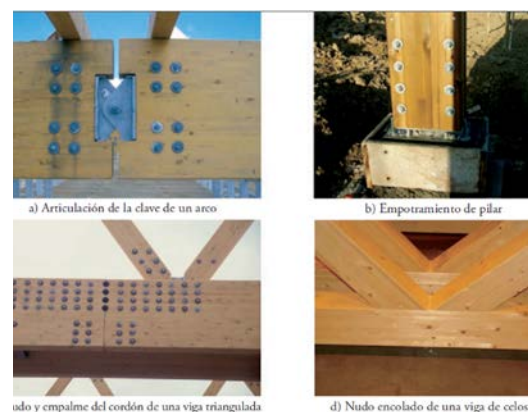 a) Articulación de la clave de un arco
b) Empotramiento de pilar
udo y empalme del cordón de una viga triangulada
d) Nudo encolado de una viga de celos